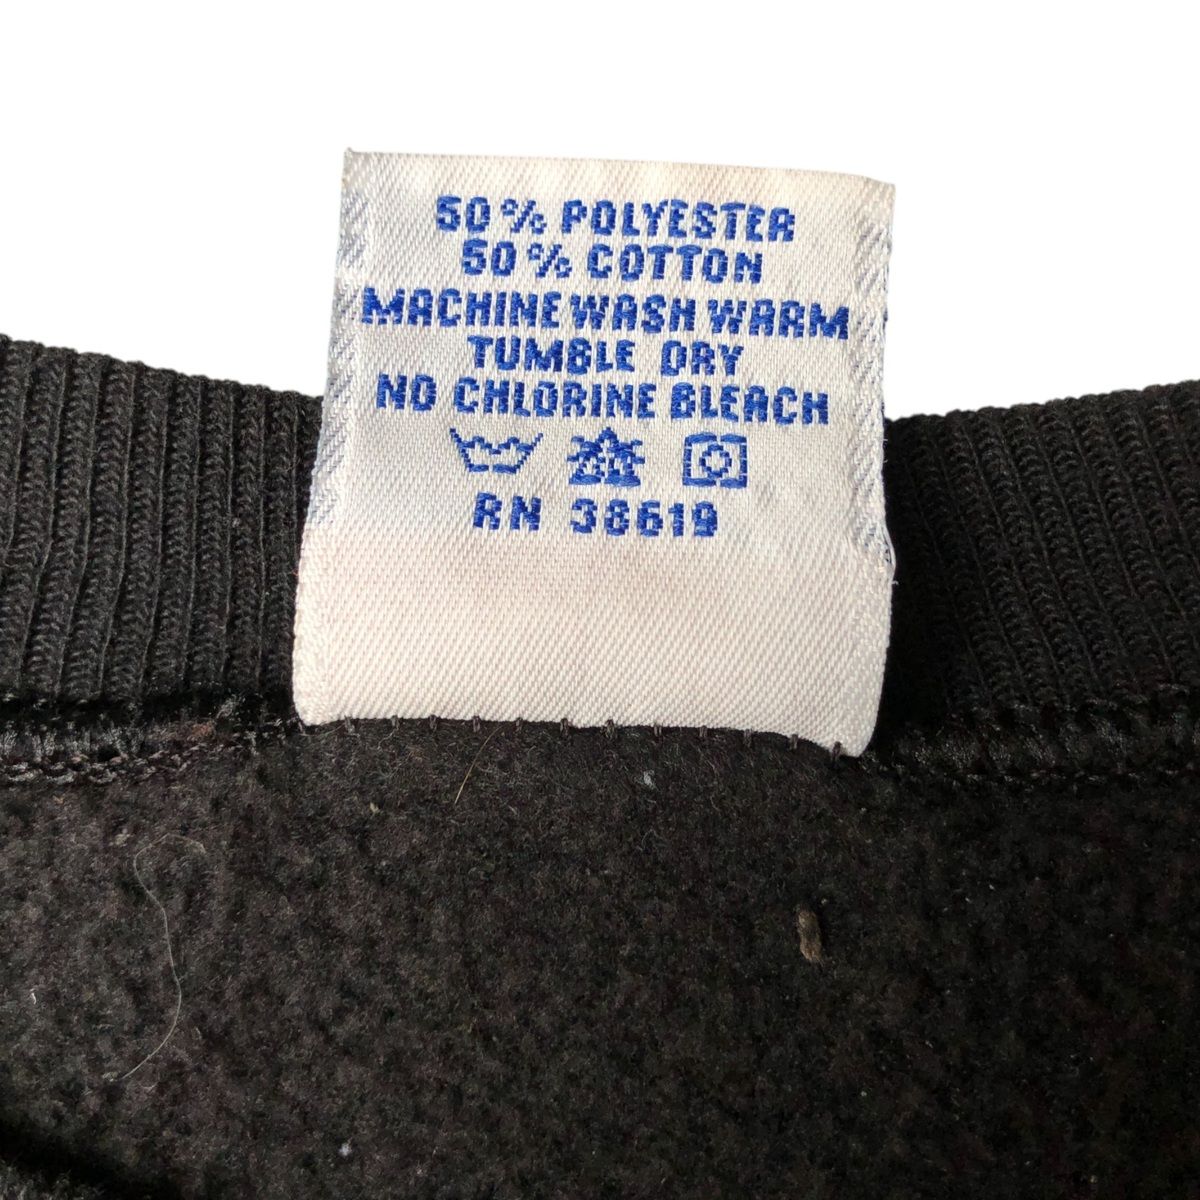 50% POLYESTER
50% COTTON
MACHINE WASH WARM
TUMBLE DRY
NO CHLORINE BLEACH
RN 38619